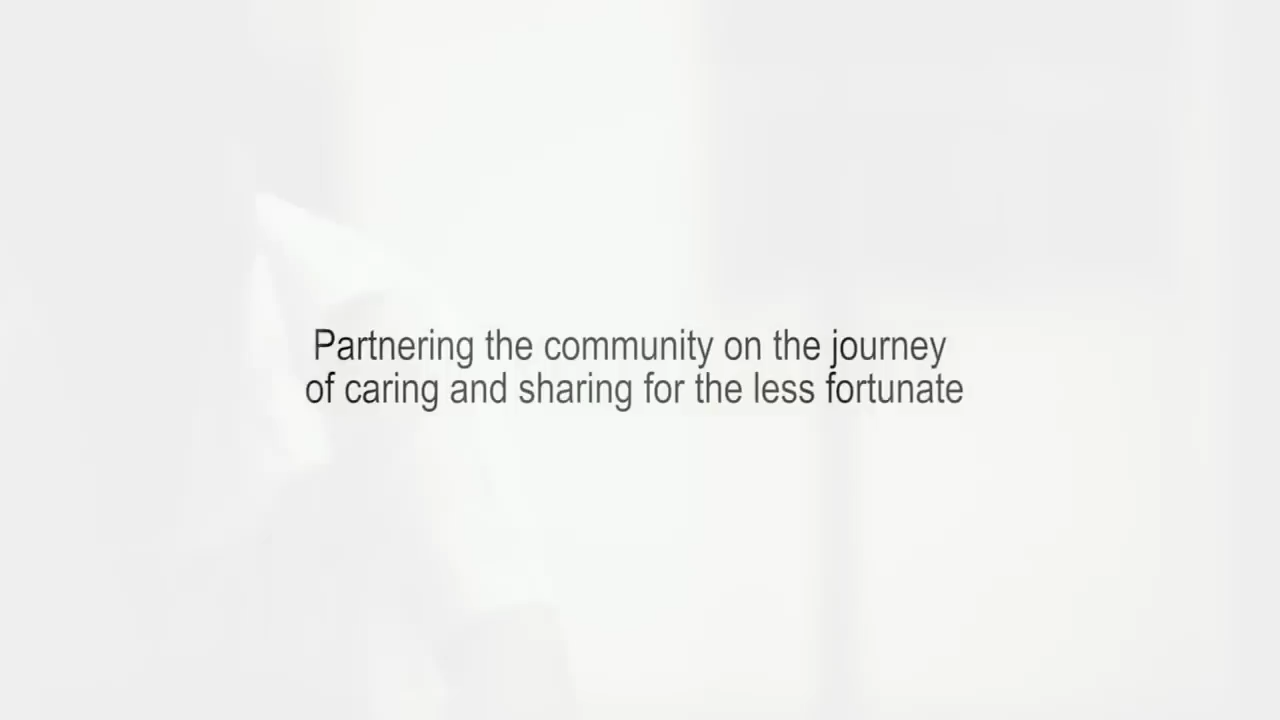 Partnering the community on the journey
of caring and sharing for the less fortunate